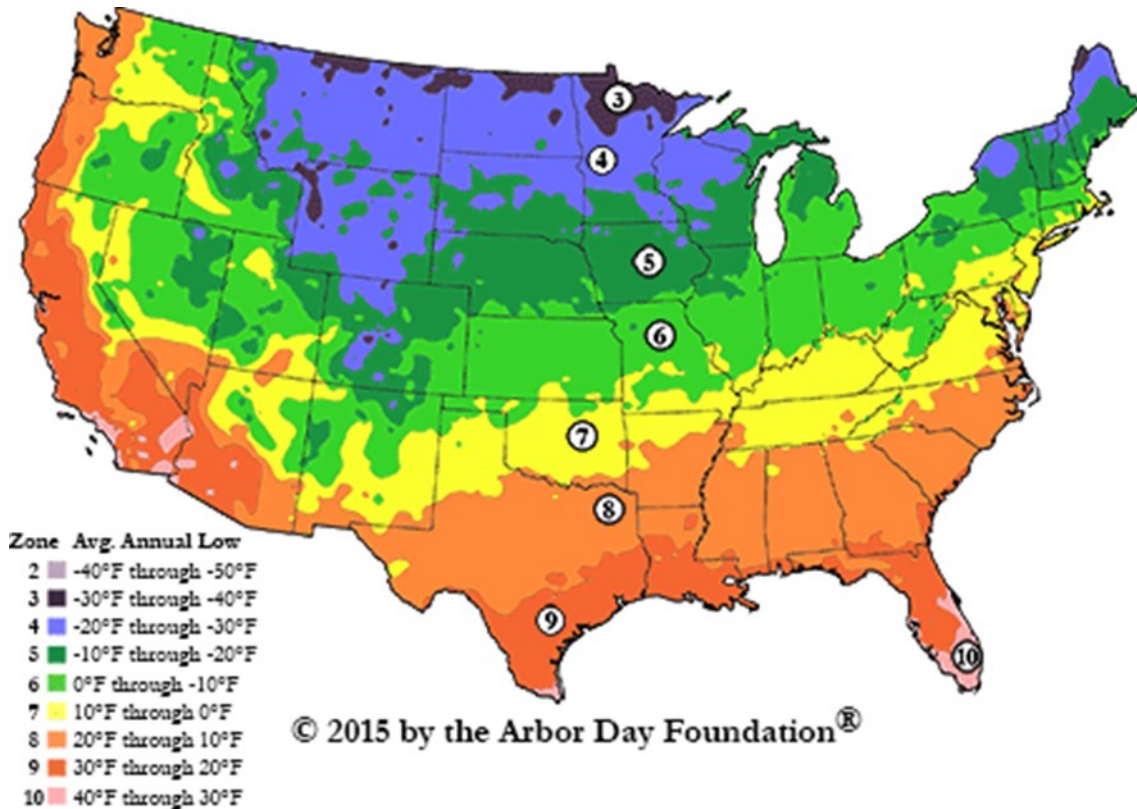 3
4
5
6
7
8
9
10
Zone Avg. Annual Low
2 -40°F through -50°F
3 -30°F through -40°F
4 -20°F through -30°F
5 -10°F through -20°F
6 0°F through -10°F
7 10°F through 0°F
8 20°F through 10°F
9 30°F through 20°F
10 40°F through 30°F
© 2015 by the Arbor Day Foundation®